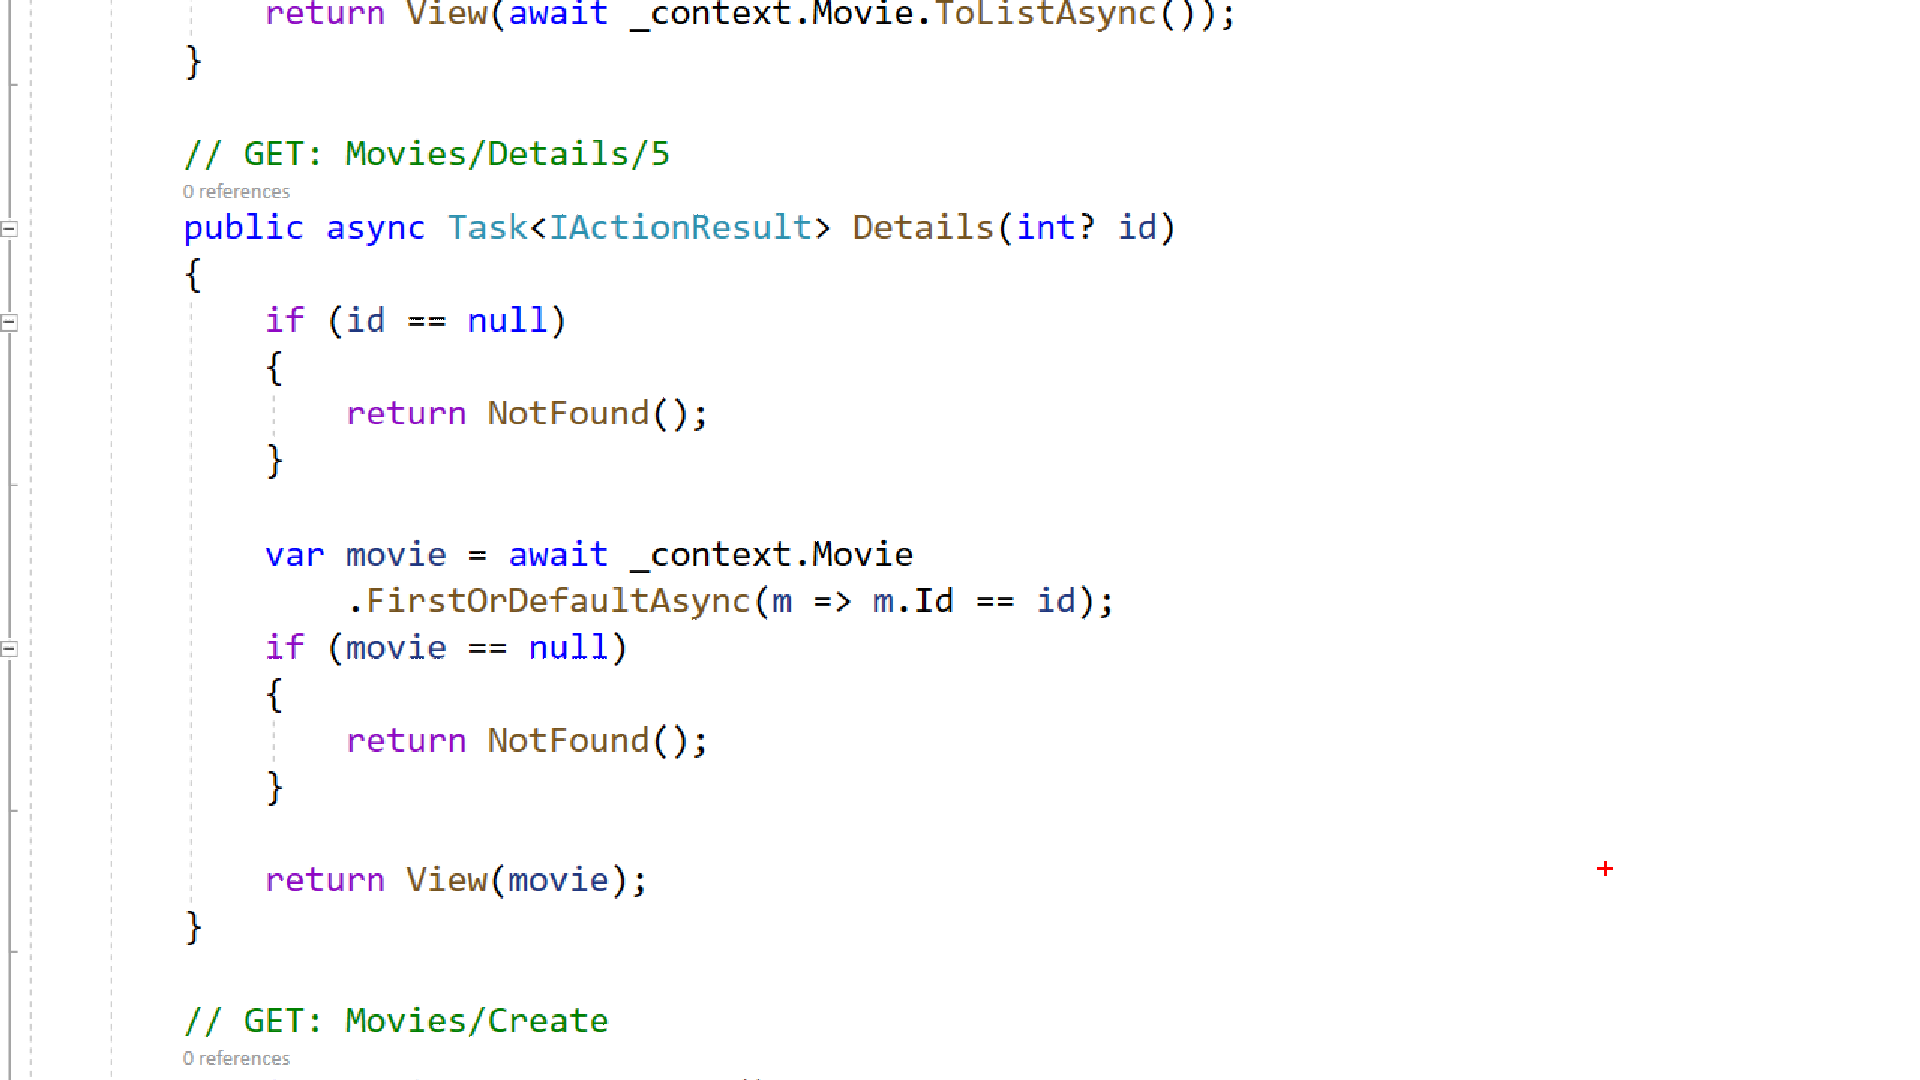 return View(await _context.Movie.ToListAsync());
}
// GET: Movies/Details/5
0 references
public async Task<IActionResult> Details(int? id)
{
if (id == null)
{
return NotFound();
}
var movie = await _context.Movie
.FirstOrDefaultAsync(m => m.Id == id);
if (movie == null)
{
return NotFound();
}
return View(movie);
}
// GET: Movies/Create
0 references